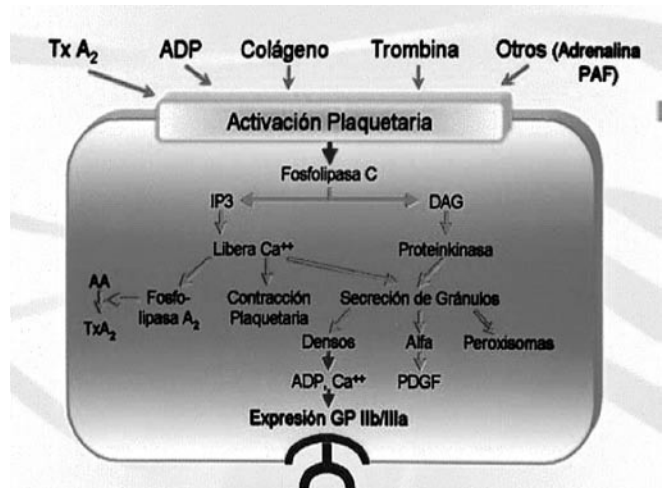 Tx A₂ ADP Colágeno Trombina Otros (Adrenalina
PAF)
Activación Plaquetaria
Fosfolipasa C
IP3 DAG
Libera Ca⁺⁺ Proteinkinasa
AA
TxA₂
Fosfo-
lipasa A₂
Contracción
Plaquetaria
Secreción de Gránulos
Densos Alfa Peroxisomas
ADP, Ca⁺⁺ PDGF
Expresión GP IIb/IIIa